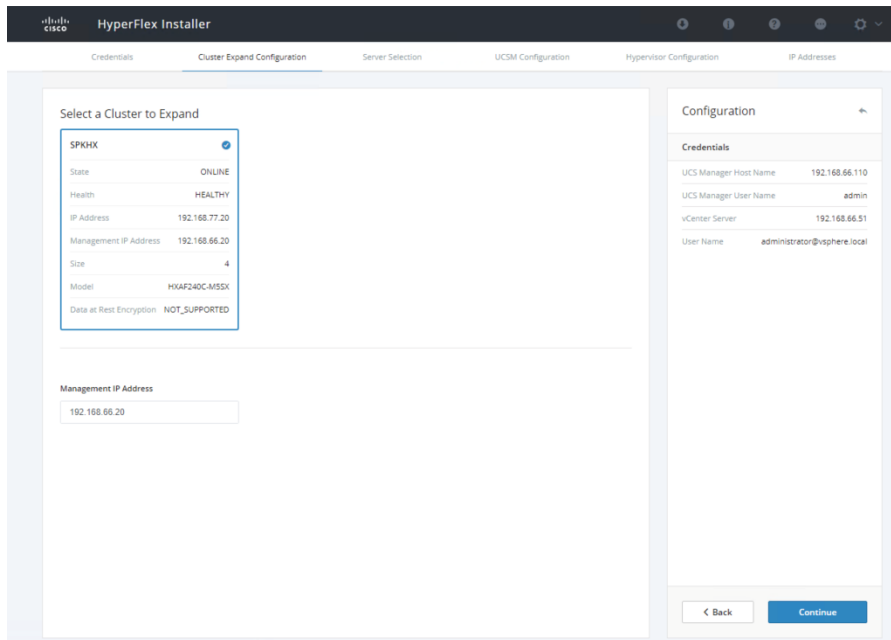 CISCO HyperFlex Installer
Credentials Cluster Expand Configuration Server Selection UCSM Configuration Hypervisor Configuration IP Addresses
Select a Cluster to Expand
SPKHX
State ONLINE
Health HEALTHY
IP Address 192.168.77.20
Management IP Address 192.168.66.20
Size 4
Model HXAF240C-M5SX
Data at Rest Encryption NOT_SUPPORTED
Management IP Address
192.168.66.20
Configuration
Credentials
UCS Manager Host Name 192.168.66.110
UCS Manager User Name admin
vCenter Server 192.168.66.51
User Name administrator@vsphere.local
< Back Continue